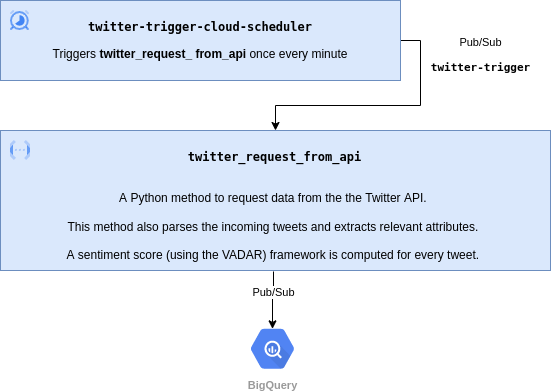 twitter-trigger-cloud-scheduler
Triggers twitter_request_ from_api once every minute
Pub/Sub
twitter-trigger
twitter_request_from_api
A Python method to request data from the the Twitter API.
This method also parses the incoming tweets and extracts relevant attributes.
A sentiment score (using the VADAR) framework is computed for every tweet.
Pub/Sub
BigQuery